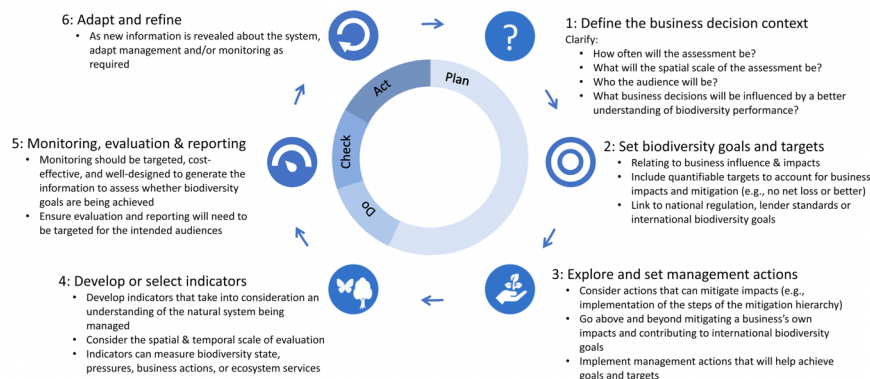 6: Adapt and refine
• As new information is revealed about the system,
adapt management and/or monitoring as
required
?
1: Define the business decision context
Clarify:
• How often will the assessment be?
• What will the spatial scale of the assessment be?
• Who the audience will be?
• What business decisions will be influenced by a better
understanding of biodiversity performance?
Act
Plan
Check
Do
5: Monitoring, evaluation & reporting
• Monitoring should be targeted, cost-
effective, and well-designed to generate the
information to assess whether biodiversity
goals are being achieved
• Ensure evaluation and reporting will need to
be targeted for the intended audiences
2: Set biodiversity goals and targets
• Relating to business influence & impacts
• Include quantifiable targets to account for business
impacts and mitigation (e.g., no net loss or better)
• Link to national regulation, lender standards or
international biodiversity goals
4: Develop or select indicators
• Develop indicators that take into consideration an
understanding of the natural system being
managed
• Consider the spatial & temporal scale of evaluation
• Indicators can measure biodiversity state,
pressures, business actions, or ecosystem services
3: Explore and set management actions
• Consider actions that can mitigate impacts (e.g.,
implementation of the steps of the mitigation hierarchy)
• Go above and beyond mitigating a business's own
impacts and contributing to international biodiversity
goals
• Implement management actions that will help achieve
goals and targets